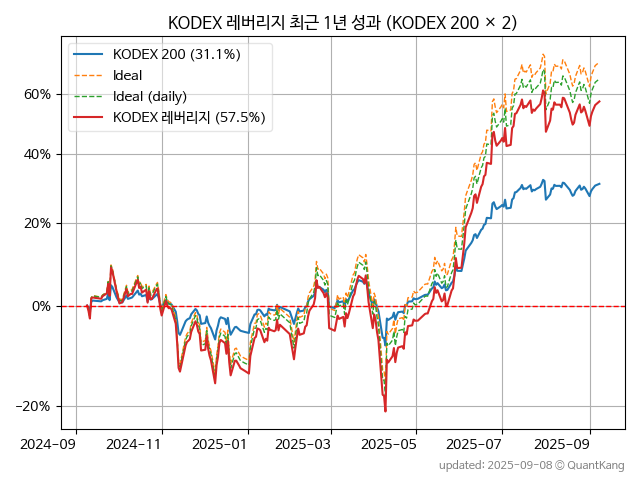 KODEX 레버리지 최근 1년 성과 (KODEX 200 × 2)
KODEX 200 (31.1%)
Ideal
Ideal (daily)
KODEX 레버리지 (57.5%)
60%
40%
20%
0%
−20%
2024-09 2024-11 2025-01 2025-03 2025-05 2025-07 2025-09
updated: 2025-09-08 © QuantKang